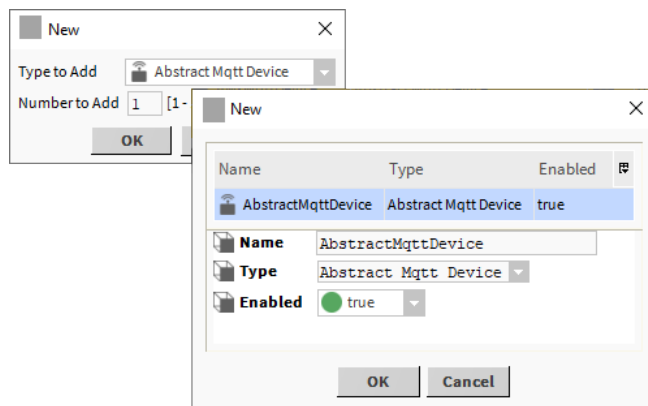 New
Type to Add Abstract Mqtt Device
Number to Add 1 [1 -
OK
New
Name Type Enabled
AbstractMqttDevice Abstract Mqtt Device true
Name AbstractMqttDevice
Type Abstract Mqtt Device
Enabled true
OK Cancel